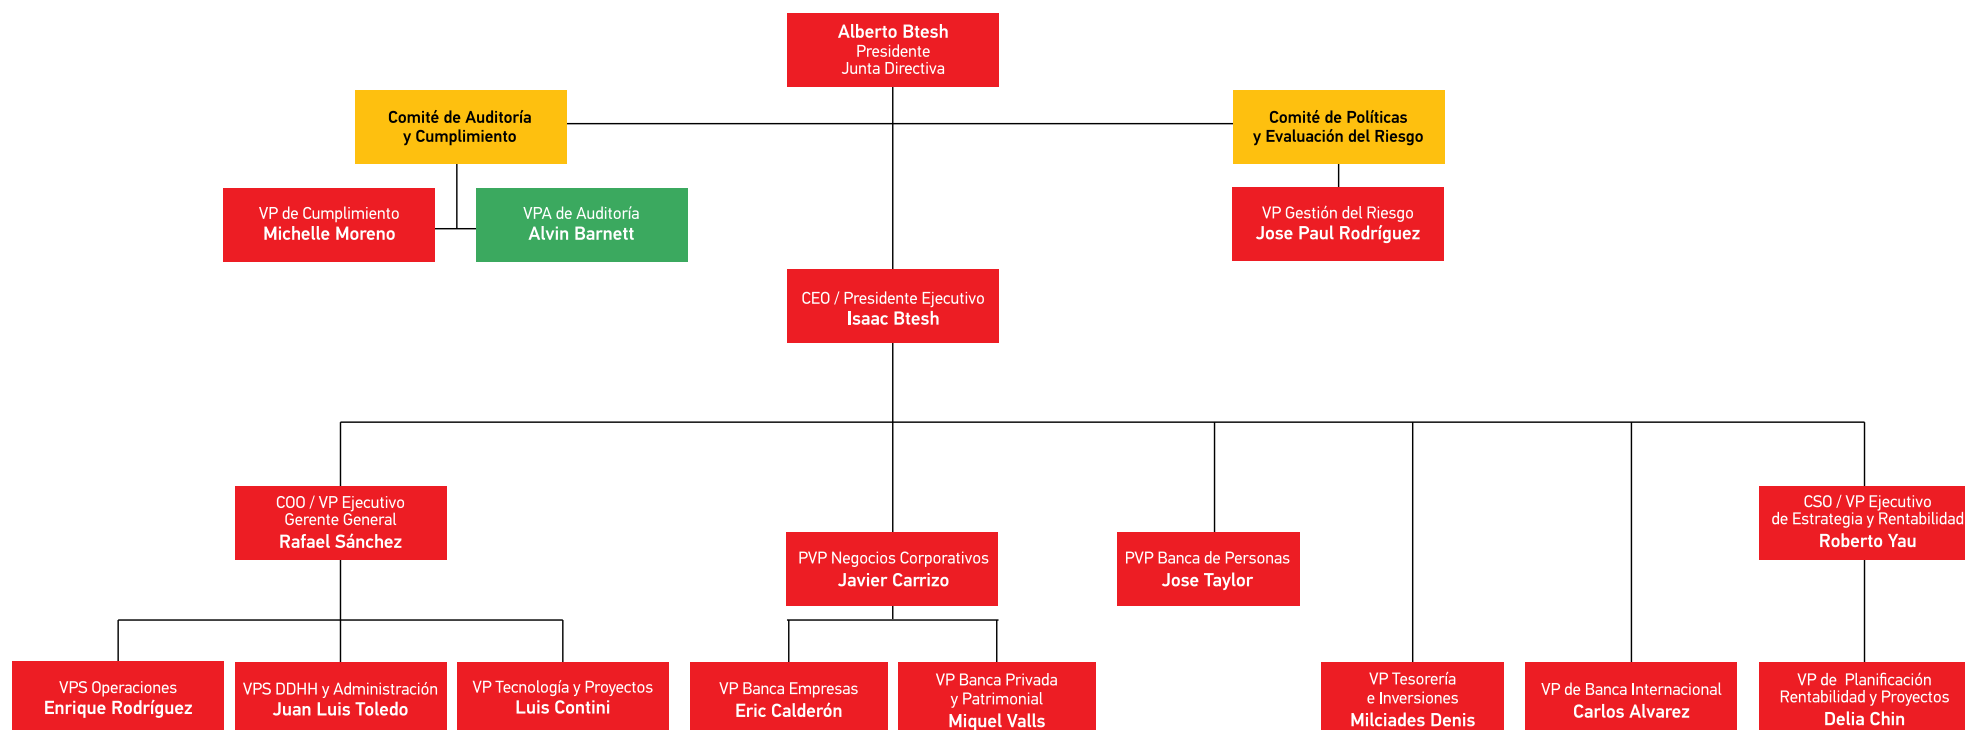 Alberto Btesh
Presidente
Junta Directiva
Comité de Auditoría
y Cumplimiento
Comité de Políticas
y Evaluación del Riesgo
VP de Cumplimiento
Michelle Moreno
VPA de Auditoría
Alvin Barnett
VP Gestión del Riesgo
Jose Paul Rodríguez
CEO / Presidente Ejecutivo
Isaac Btesh
COO / VP Ejecutivo
Gerente General
Rafael Sánchez
PVP Negocios Corporativos
Javier Carrizo
PVP Banca de Personas
Jose Taylor
CSO / VP Ejecutivo
de Estrategia y Rentabilidad
Roberto Yau
VPS Operaciones
Enrique Rodríguez
VPS DDHH y Administración
Juan Luis Toledo
VP Tecnología y Proyectos
Luis Contini
VP Banca Empresas
Eric Calderón
VP Banca Privada
y Patrimonial
Miquel Valls
VP Tesorería
e Inversiones
Milciades Denis
VP de Banca Internacional
Carlos Alvarez
VP de Planificación
Rentabilidad y Proyectos
Delia Chin